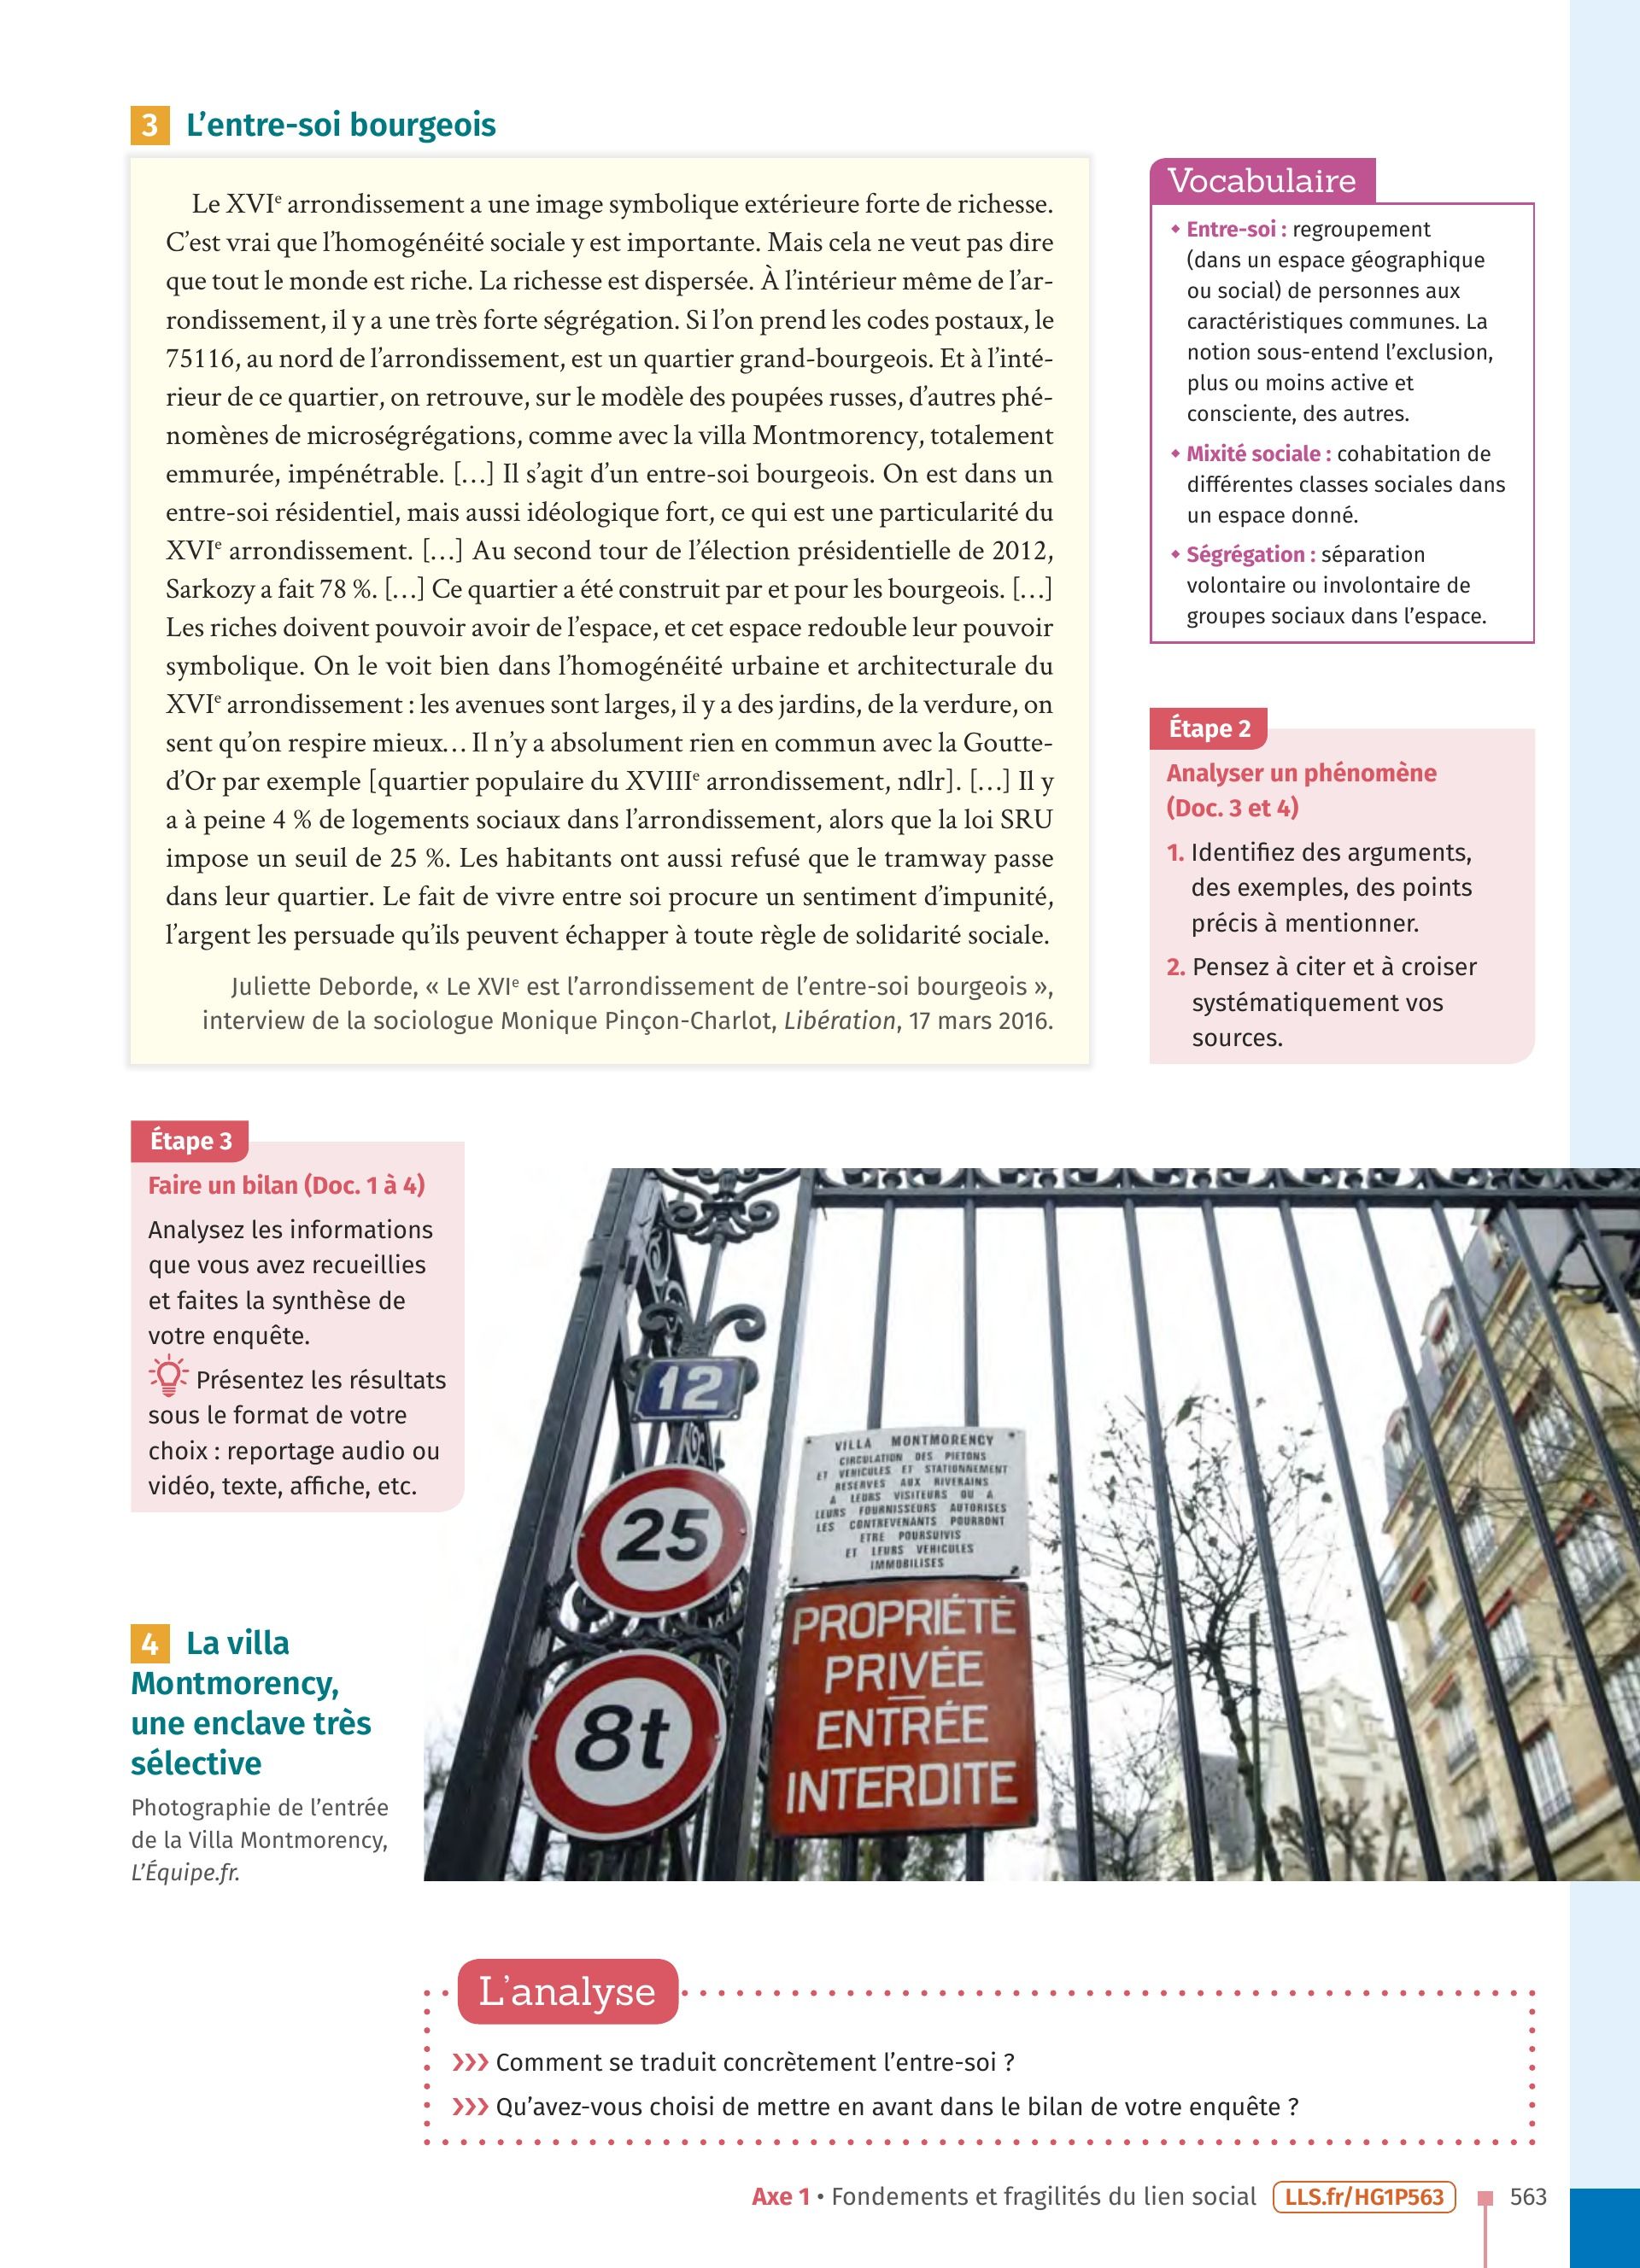 3 L’entre-soi bourgeois
Le XVIe arrondissement a une image symbolique extérieure forte de richesse.
C’est vrai que l’homogénéité sociale y est importante. Mais cela ne veut pas dire
que tout le monde est riche. La richesse est dispersée. À l’intérieur même de l’ar-
rondissement, il y a une très forte ségrégation. Si l’on prend les codes postaux, le
75116, au nord de l’arrondissement, est un quartier grand-bourgeois. Et à l’inté-
rieur de ce quartier, on retrouve, sur le modèle des poupées russes, d’autres phé-
nomènes de microségrégations, comme avec la villa Montmorency, totalement
emmurée, impénétrable. […] Il s’agit d’un entre-soi bourgeois. On est dans un
entre-soi résidentiel, mais aussi idéologique fort, ce qui est une particularité du
XVIe arrondissement. […] Au second tour de l’élection présidentielle de 2012,
Sarkozy a fait 78 %. […] Ce quartier a été construit par et pour les bourgeois. […]
Les riches doivent pouvoir avoir de l’espace, et cet espace redouble leur pouvoir
symbolique. On le voit bien dans l’homogénéité urbaine et architecturale du
XVIe arrondissement : les avenues sont larges, il y a des jardins, de la verdure, on
sent qu’on respire mieux… Il n’y a absolument rien en commun avec la Goutte-
d’Or par exemple [quartier populaire du XVIIIe arrondissement, ndlr]. […] Il y
a à peine 4 % de logements sociaux dans l’arrondissement, alors que la loi SRU
impose un seuil de 25 %. Les habitants ont aussi refusé que le tramway passe
dans leur quartier. Le fait de vivre entre soi procure un sentiment d’impunité,
l’argent les persuade qu’ils peuvent échapper à toute règle de solidarité sociale.
Juliette Deborde, « Le XVIe est l’arrondissement de l’entre-soi bourgeois »,
interview de la sociologue Monique Pinçon-Charlot, Libération, 17 mars 2016.
Vocabulaire
Entre-soi : regroupement
(dans un espace géographique
ou social) de personnes aux
caractéristiques communes. La
notion sous-entend l’exclusion,
plus ou moins active et
consciente, des autres.
Mixité sociale : cohabitation de
différentes classes sociales dans
un espace donné.
Ségrégation : séparation
volontaire ou involontaire de
groupes sociaux dans l’espace.
Étape 2
Analyser un phénomène
(Doc. 3 et 4)
1. Identifiez des arguments,
des exemples, des points
précis à mentionner.
2. Pensez à citer et à croiser
systématiquement vos
sources.
Étape 3
Faire un bilan (Doc. 1 à 4)
Analysez les informations
que vous avez recueillies
et faites la synthèse de
votre enquête.
Présentez les résultats
sous le format de votre
choix : reportage audio ou
vidéo, texte, affiche, etc.
4 La villa
Montmorency,
une enclave très
sélective
Photographie de l’entrée
de la Villa Montmorency,
L’Équipe.fr.
12
25
8t
VILLA MONTMORENCY
CIRCULATION DES PIETONS
ET VEHICULES ET STATIONNEMENT
RESERVES AUX RIVERAINS
A LEURS VISITEURS OU A
LEURS FOURNISSEURS AUTORISES
LES CONTREVENANTS POURRONT
ETRE POURSUIVIS
ET LEURS VEHICULES
IMMOBILISES
PROPRIÉTÉ
PRIVÉE
ENTRÉE
INTERDITE
L’analyse
Comment se traduit concrètement l’entre-soi ?
Qu’avez-vous choisi de mettre en avant dans le bilan de votre enquête ?
Axe 1 • Fondements et fragilités du lien social LLS.fr/HG1P563 563